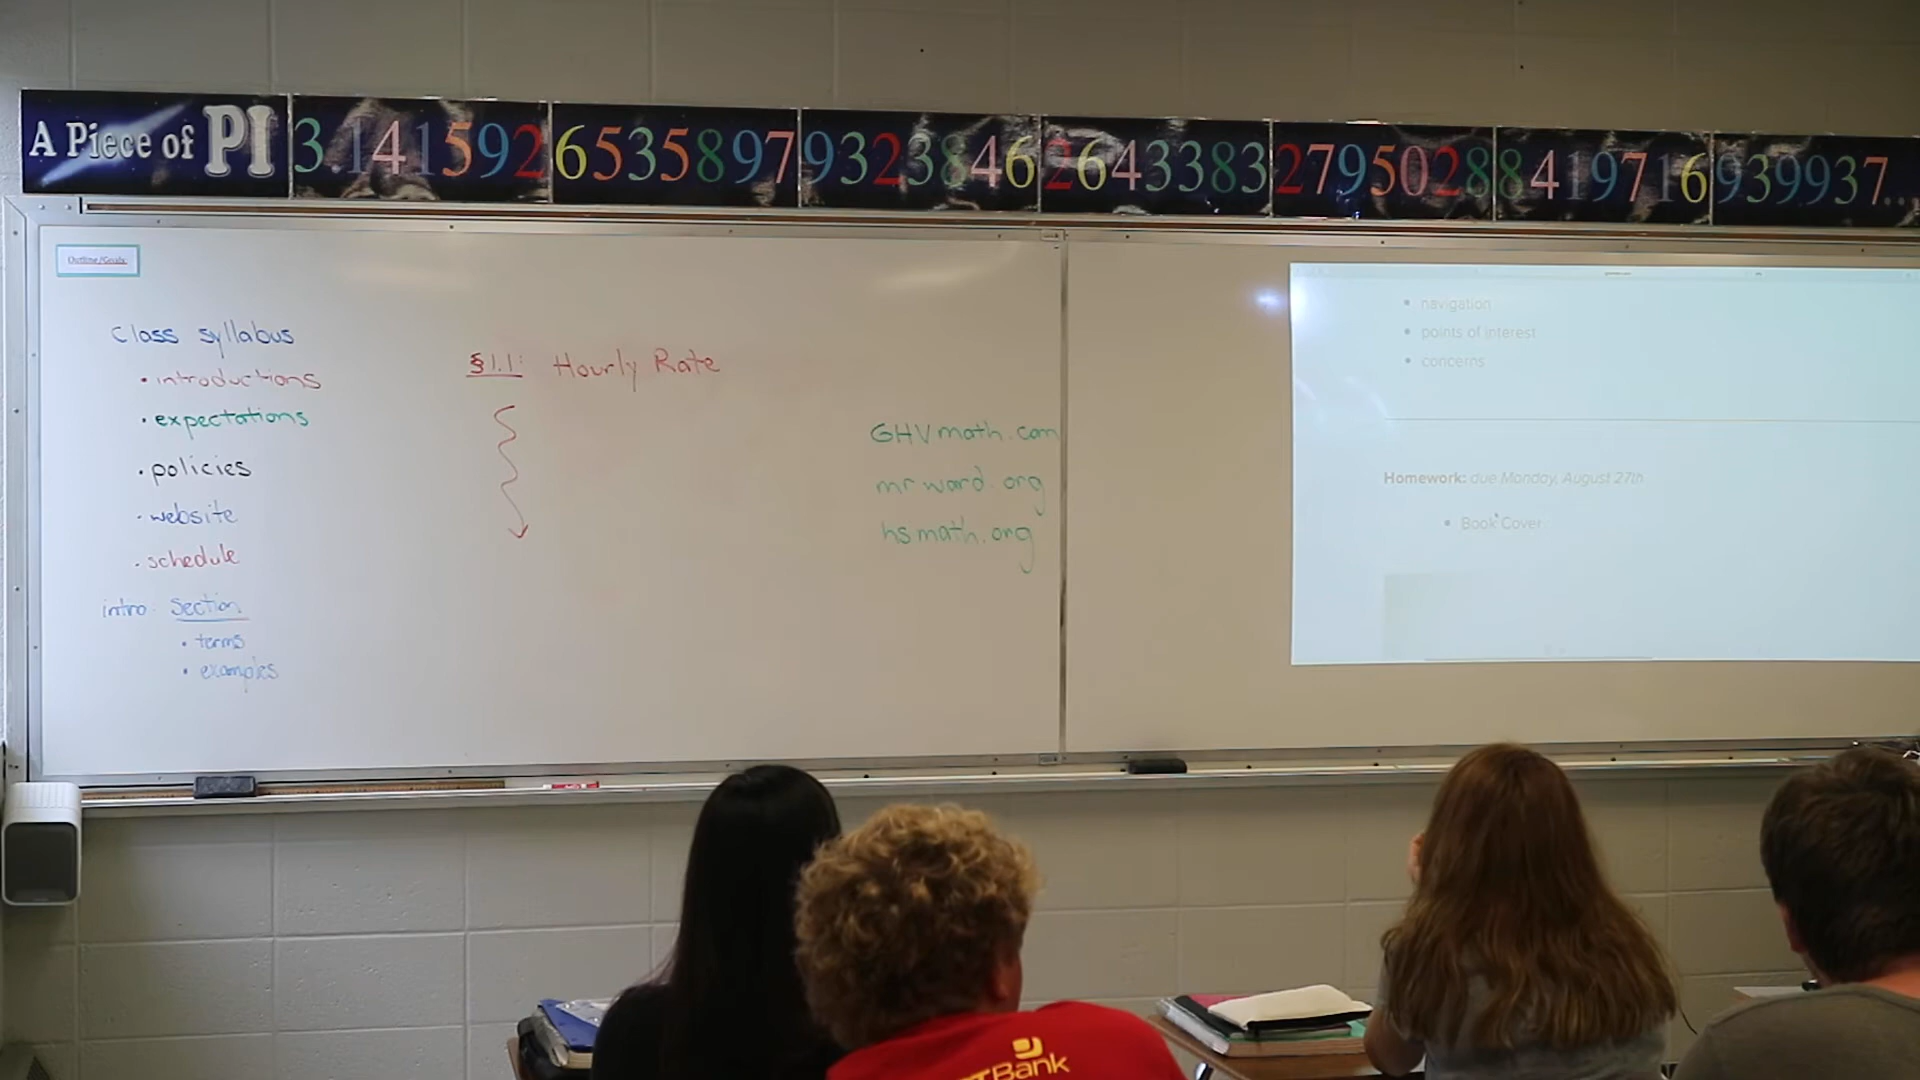 A Piece of PI 3.14159265358979323846264338327950288419716939937...
Outline/Goals
Class syllabus
• introductions
• expectations
• policies
• website
• schedule
intro Section
• terms
• examples
§1.1: Hourly Rate
GHVmath.com
mrward.org
hsmath.org
• navigation
• points of interest
• concerns
Homework: due Monday, August 27th
• Book Cover
Bank